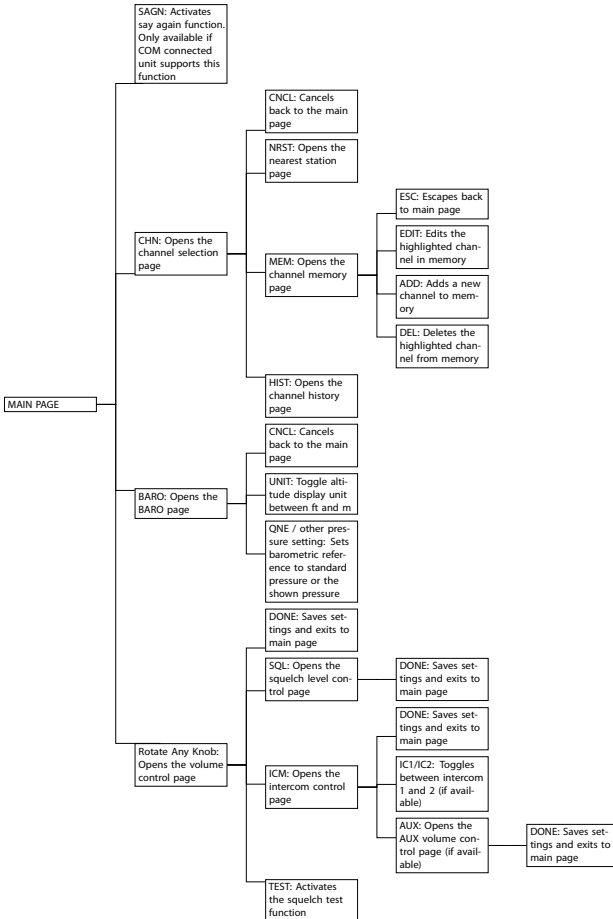 SAGN: Activates
say again function.
Only available if
COM connected
unit supports this
function
CNCL: Cancels
back to the main
page
NRST: Opens the
nearest station
page
ESC: Escapes back
to main page
EDIT: Edits the
highlighted chan-
nel in memory
CHN: Opens the
channel selection
page
MEM: Opens the
channel memory
page
ADD: Adds a new
channel to mem-
ory
DEL: Deletes the
highlighted chan-
nel from memory
HIST: Opens the
channel history
page
MAIN PAGE
CNCL: Cancels
back to the main
page
BARO: Opens the
BARO page
UNIT: Toggle alti-
tude display unit
between ft and m
QNE / other pres-
sure setting: Sets
barometric refer-
ence to standard
pressure or the
shown pressure
DONE: Saves set-
tings and exits to
main page
SQL: Opens the
squelch level con-
trol page
DONE: Saves set-
tings and exits to
main page
DONE: Saves set-
tings and exits to
main page
Rotate Any Knob:
Opens the volume
control page
ICM: Opens the
intercom control
page
IC1/IC2: Toggles
between intercom
1 and 2 (if avail-
able)
AUX: Opens the
AUX volume con-
trol page (if avail-
able)
DONE: Saves set-
tings and exits to
main page
TEST: Activates
the squelch test
function